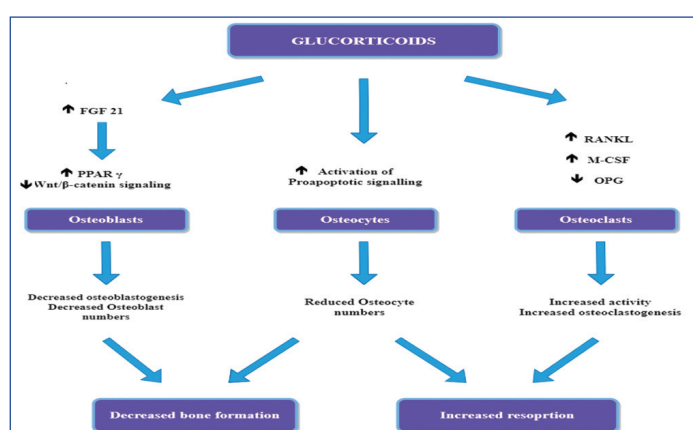 GLUCORTICOIDS
↑ FGF 21
↑ PPAR γ
↓ Wnt/β-catenin signaling
↑ Activation of
Proapoptotic signalling
↑ RANKL
↑ M-CSF
↓ OPG
Osteoblasts
Osteocytes
Osteoclasts
Decreased osteoblastogenesis
Decreased Osteoblast
numbers
Reduced Osteocyte
numbers
Increased activity
Increased osteoclastogenesis
Decreased bone formation
Increased resoprtion